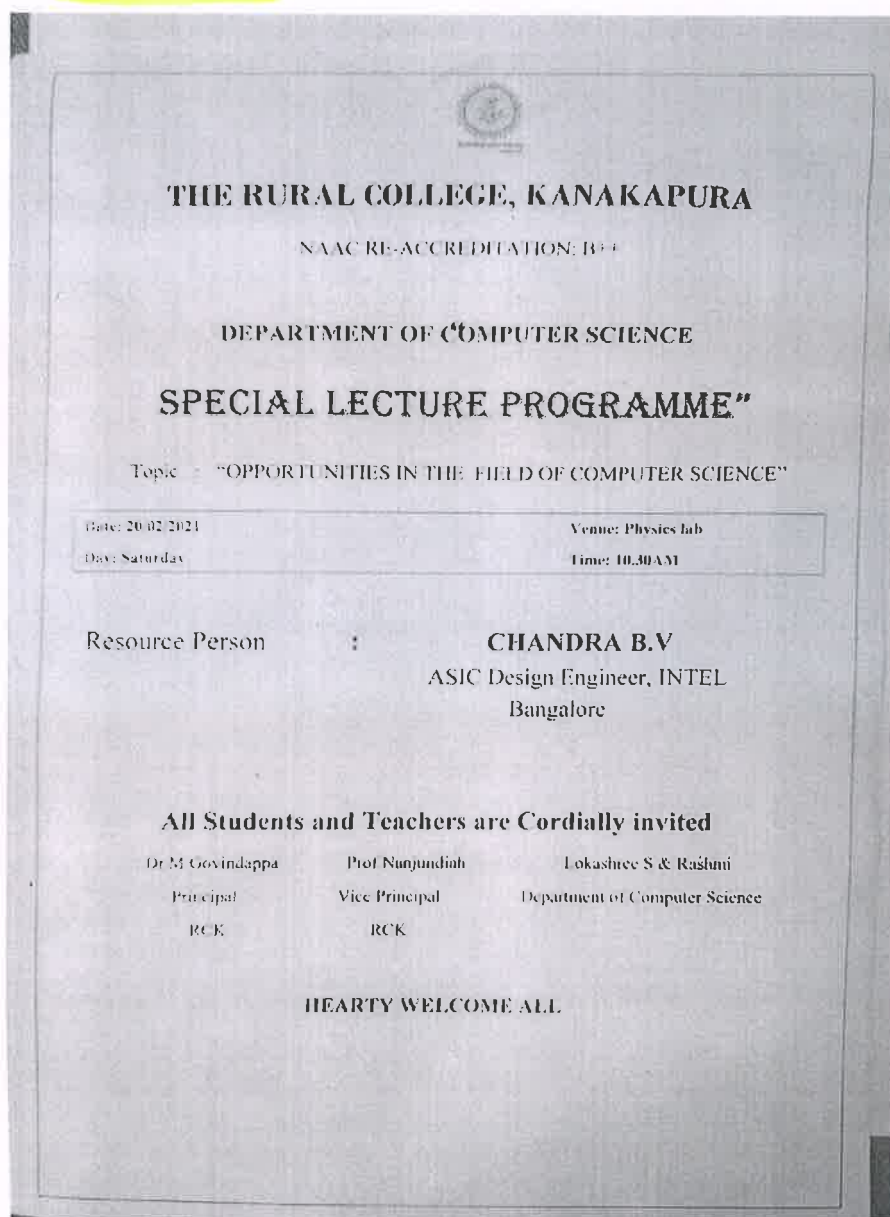 THE RURAL COLLEGE, KANAKAPURA
NAAC RE-ACCREDITATION: B++
DEPARTMENT OF COMPUTER SCIENCE
SPECIAL LECTURE PROGRAMME”
Topic : “OPPORTUNITIES IN THE FIELD OF COMPUTER SCIENCE”
Date: 20/02/2021 Venue: Physics lab
Day: Saturday Time: 10.30AM
Resource Person : CHANDRA B.V
ASIC Design Engineer, INTEL
Bangalore
All Students and Teachers are Cordially invited
Dr M Govindappa Prof Nanjundiah Lokashree S & Rashmi
Principal Vice Principal Department of Computer Science
RCK RCK
HEARTY WELCOME ALL